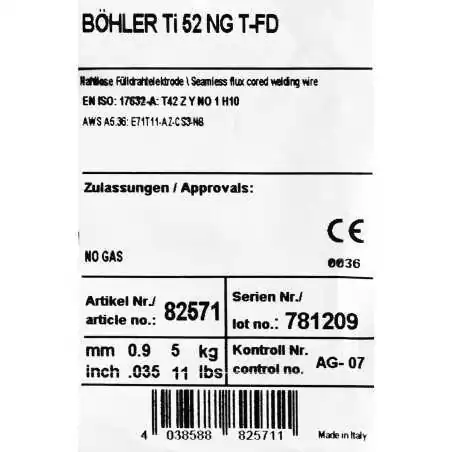 BÖHLER Ti 52 NG T-FD
Nahtlose Fülldrahtelektrode \ Seamless flux cored welding wire
EN ISO: 17632-A: T42 Z Y NO 1 H10
AWS A5.36: E71T11-AZ-CS3-N8
Zulassungen / Approvals:
CE
NO GAS
0036
Artikel Nr./
article no.: 82571
Serien Nr./
lot no.: 781209
mm 0.9 5 kg
inch .035 11 lbs
Kontroll Nr.
control no. AG- 07
4 038588 825711
Made in Italy